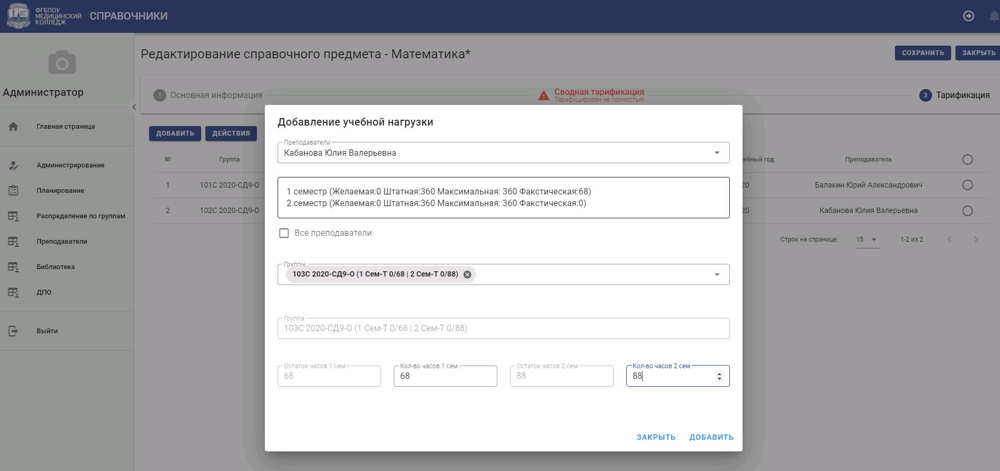 ФГБПОУ
МЕДИЦИНСКИЙ
КОЛЛЕДЖ
СПРАВОЧНИКИ
Администратор
Главная страница
Администрирование
Планирование
Распределение по группам
Преподаватели
Библиотека
ДПО
Выйти
Редактирование справочного предмета - Математика*
СОХРАНИТЬ
ЗАКРЫТЬ
1 Основная информация
Сводная тарификация
Тарифицирован не полностью
3 Тарификация
ДОБАВИТЬ
ДЕЙСТВИЯ
№ Группа ебный год Преподаватель
1 101С 2020-СД9-О 20 Балакин Юрий Александрович
2 102С 2020-СД9-О 20 Кабанова Юлия Валерьевна
Строк на странице: 15 1-2 из 2
Добавление учебной нагрузки
Преподаватели
Кабанова Юлия Валерьевна
1 семестр (Желаемая:0 Штатная:360 Максимальная: 360 Факстическая:68)
2 семестр (Желаемая:0 Штатная:360 Максимальная: 360 Факстическая:0)
Все преподаватели
Группы
103С 2020-СД9-О (1 Сем-Т 0/68 | 2 Сем-Т 0/88)
Группа
103С 2020-СД9-О (1 Сем-Т 0/68 | 2 Сем-Т 0/88)
Остаток часов 1 сем
68
Кол-во часов 1 сем
68
Остаток часов 2 сем
88
Кол-во часов 2 сем
88
ЗАКРЫТЬ
ДОБАВИТЬ